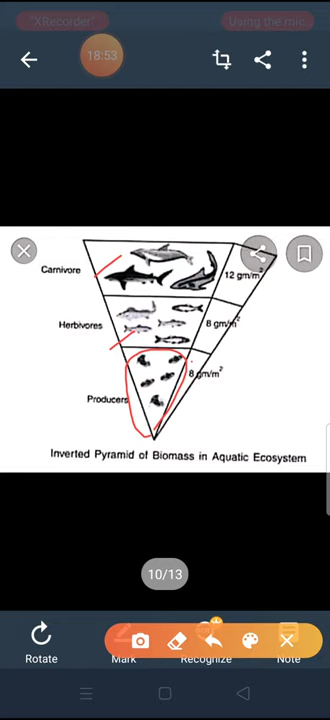 "XRecorder"
Using the mic
18:53
Carnivore
12 gm/m²
Herbivores
8 gm/m²
8 gm/m²
Producers
Inverted Pyramid of Biomass in Aquatic Ecosystem
10/13
Rotate
Mark
Recognize
Note